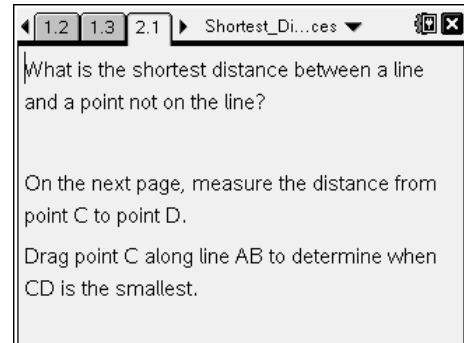 1.2 1.3 2.1 Shortest_Di...ces
What is the shortest distance between a line
and a point not on the line?
On the next page, measure the distance from
point C to point D.
Drag point C along line AB to determine when
CD is the smallest.